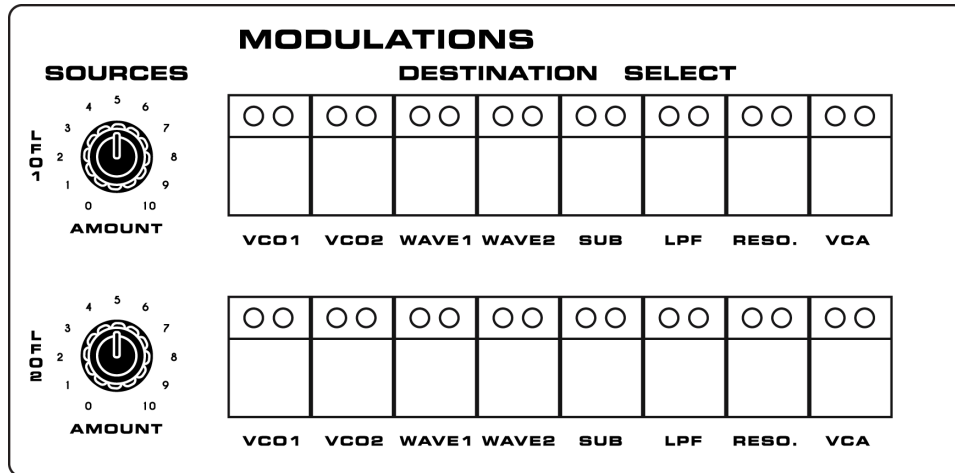 MODULATIONS
SOURCES DESTINATION SELECT
LFO1
0 1 2 3 4 5 6 7 8 9 10
AMOUNT
VCO1 VCO2 WAVE1 WAVE2 SUB LPF RESO. VCA
LFO2
0 1 2 3 4 5 6 7 8 9 10
AMOUNT
VCO1 VCO2 WAVE1 WAVE2 SUB LPF RESO. VCA